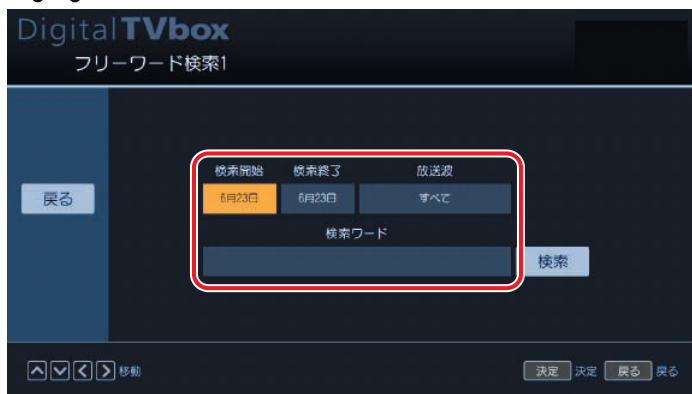 Digital TVbox
フリーワード検索1
検索開始 検索終了 放送波
戻る 6月23日 6月23日 すべて
検索ワード
検索
移動 決定 決定 戻る 戻る